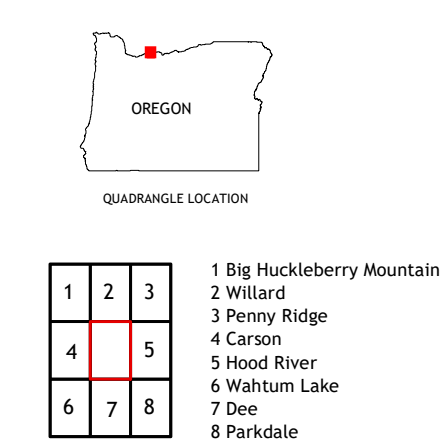 OREGON
QUADRANGLE LOCATION
1 2 3
4 5
6 7 8
1 Big Huckleberry Mountain
2 Willard
3 Penny Ridge
4 Carson
5 Hood River
6 Wahtum Lake
7 Dee
8 Parkdale